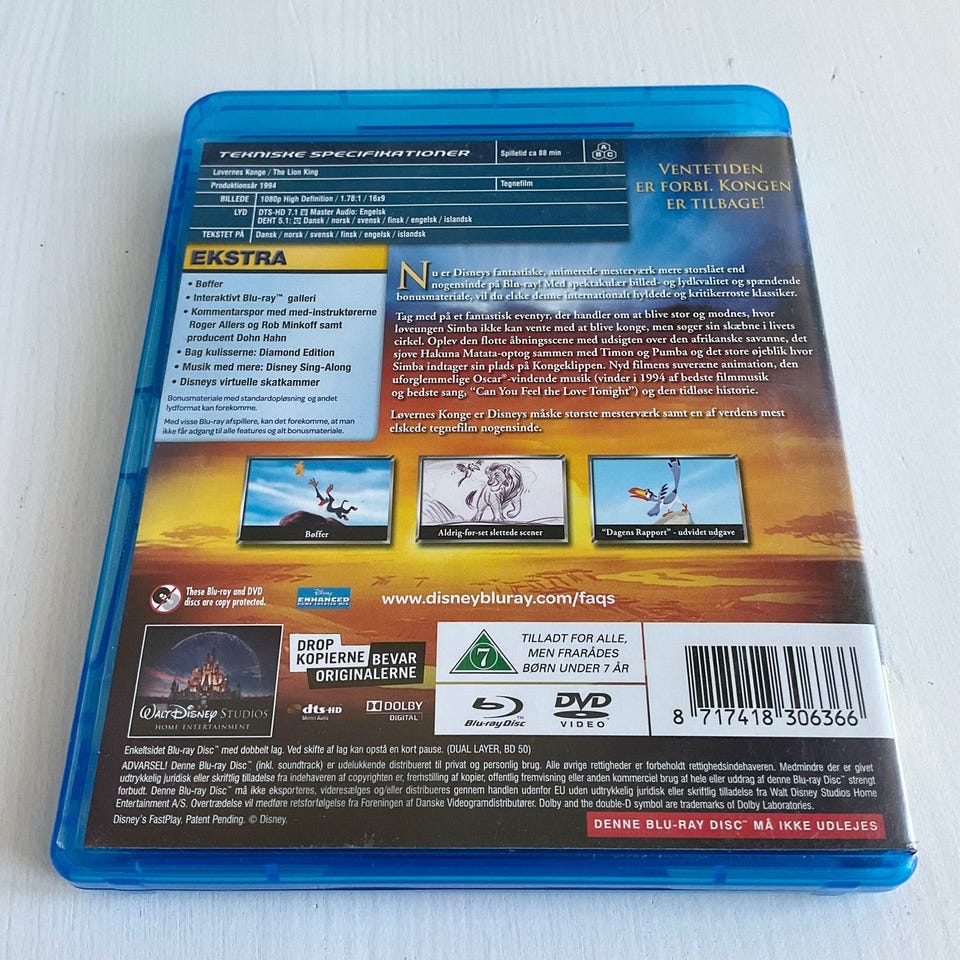 TEKNISKE SPECIFIKATIONER
Spilletid ca 88 min
A B C
Løvernes Konge / The Lion King
Produktionsår 1994
Tegnefilm
BILLEDE 1080p High Definition / 1.78:1 / 16x9
LYD DTS-HD 7.1 Master Audio: Engelsk
DEHT 5.1: Dansk / norsk / svensk / finsk / engelsk / islandsk
TEKSTET PÅ Dansk / norsk / svensk / finsk / engelsk / islandsk
VENTETIDEN
ER FORBI. KONGEN
ER TILBAGE!
EKSTRA
• Bøffer
• Interaktivt Blu-ray™ galleri
• Kommentarspor med med-instruktørerne
Roger Allers og Rob Minkoff samt
producent Dohn Hahn
• Bag kulisserne: Diamond Edition
• Musik med mere: Disney Sing-Along
• Disneys virtuelle skatkammer
Bonusmateriale med standardopløsning og andet
lydformat kan forekomme.
Med visse Blu-ray afspillere, kan det forekomme, at man
ikke får adgang til alle features og alt bonusmateriale.
Nu er Disneys fantastiske, animerede mesterværk mere storslået end
nogensinde på Blu-ray! Med spektakulær billed- og lydkvalitet og spændende
bonusmateriale, vil du elske denne internationalt hyldede og kritikerroste klassiker.
Tag med på et fantastisk eventyr, der handler om at blive stor og modnes, hvor
løveungen Simba ikke kan vente med at blive konge, men søger sin skæbne i livets
cirkel. Oplev den flotte åbningsscene med udsigten over den afrikanske savanne, det
sjove Hakuna Matata-optog sammen med Timon og Pumba og det store øjeblik hvor
Simba indtager sin plads på Kongeklippen. Nyd filmens suveræne animation, den
uforglemmelige Oscar®-vindende musik (vinder i 1994 af bedste filmmusik
og bedste sang, “Can You Feel the Love Tonight”) og den tidløse historie.
Løvernes Konge er Disneys måske største mesterværk samt en af verdens mest
elskede tegnefilm nogensinde.
Bøffer
Aldrig-før-set slettede scener
“Dagens Rapport” - udvidet udgave
These Blu-ray and DVD
discs are copy protected.
Disney
ENHANCED
HOME THEATER MIX
www.disneybluray.com/faqs
WALT DISNEY STUDIOS
HOME ENTERTAINMENT
DROP
KOPIERNE BEVAR
ORIGINALERNE
dts-HD
Master Audio
DOLBY
DIGITAL
7
TILLADT FOR ALLE,
MEN FRARÅDES
BØRN UNDER 7 ÅR
Blu-ray Disc
DVD
VIDEO
8 717418 306366
Enkeltsidet Blu-ray Disc™ med dobbelt lag. Ved skifte af lag kan opstå en kort pause. (DUAL LAYER, BD 50)
ADVARSEL! Denne Blu-ray Disc™ (inkl. soundtrack) er udelukkende distribueret til privat og personlig brug. Alle øvrige rettigheder er forbeholdt rettighedsindehaveren. Medmindre der er givet
udtrykkelig juridisk eller skriftlig tilladelse fra indehaveren af copyrighten er, fremstilling af kopier, offentlig fremvisning eller anden kommerciel brug af hele eller uddrag af denne Blu-ray Disc™ strengt
forbudt. Denne Blu-ray Disc™ må ikke eksporteres, videresælges og/eller distribueres gennem handlen udenfor EU uden udtrykkelig juridisk eller skriftlig tilladelse fra Walt Disney Studios Home
Entertainment A/S. Overtrædelse vil medføre retsforfølgelse fra Foreningen af Danske Videogramdistributører. Dolby and the double-D symbol are trademarks of Dolby Laboratories.
Disney's FastPlay. Patent Pending. © Disney.
DENNE BLU-RAY DISC™ MÅ IKKE UDLEJES